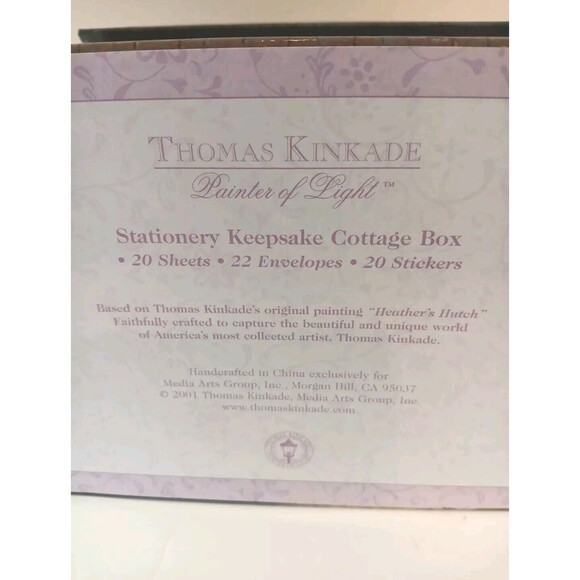 THOMAS KINKADE
Painter of Light™
Stationery Keepsake Cottage Box
• 20 Sheets • 22 Envelopes • 20 Stickers
Based on Thomas Kinkade's original painting "Heather's Hutch"
Faithfully crafted to capture the beautiful and unique world
of America's most collected artist, Thomas Kinkade.
Handcrafted in China exclusively for
Media Arts Group, Inc., Morgan Hill, CA 95037
© 2001 Thomas Kinkade, Media Arts Group, Inc.
www.thomaskinkade.com